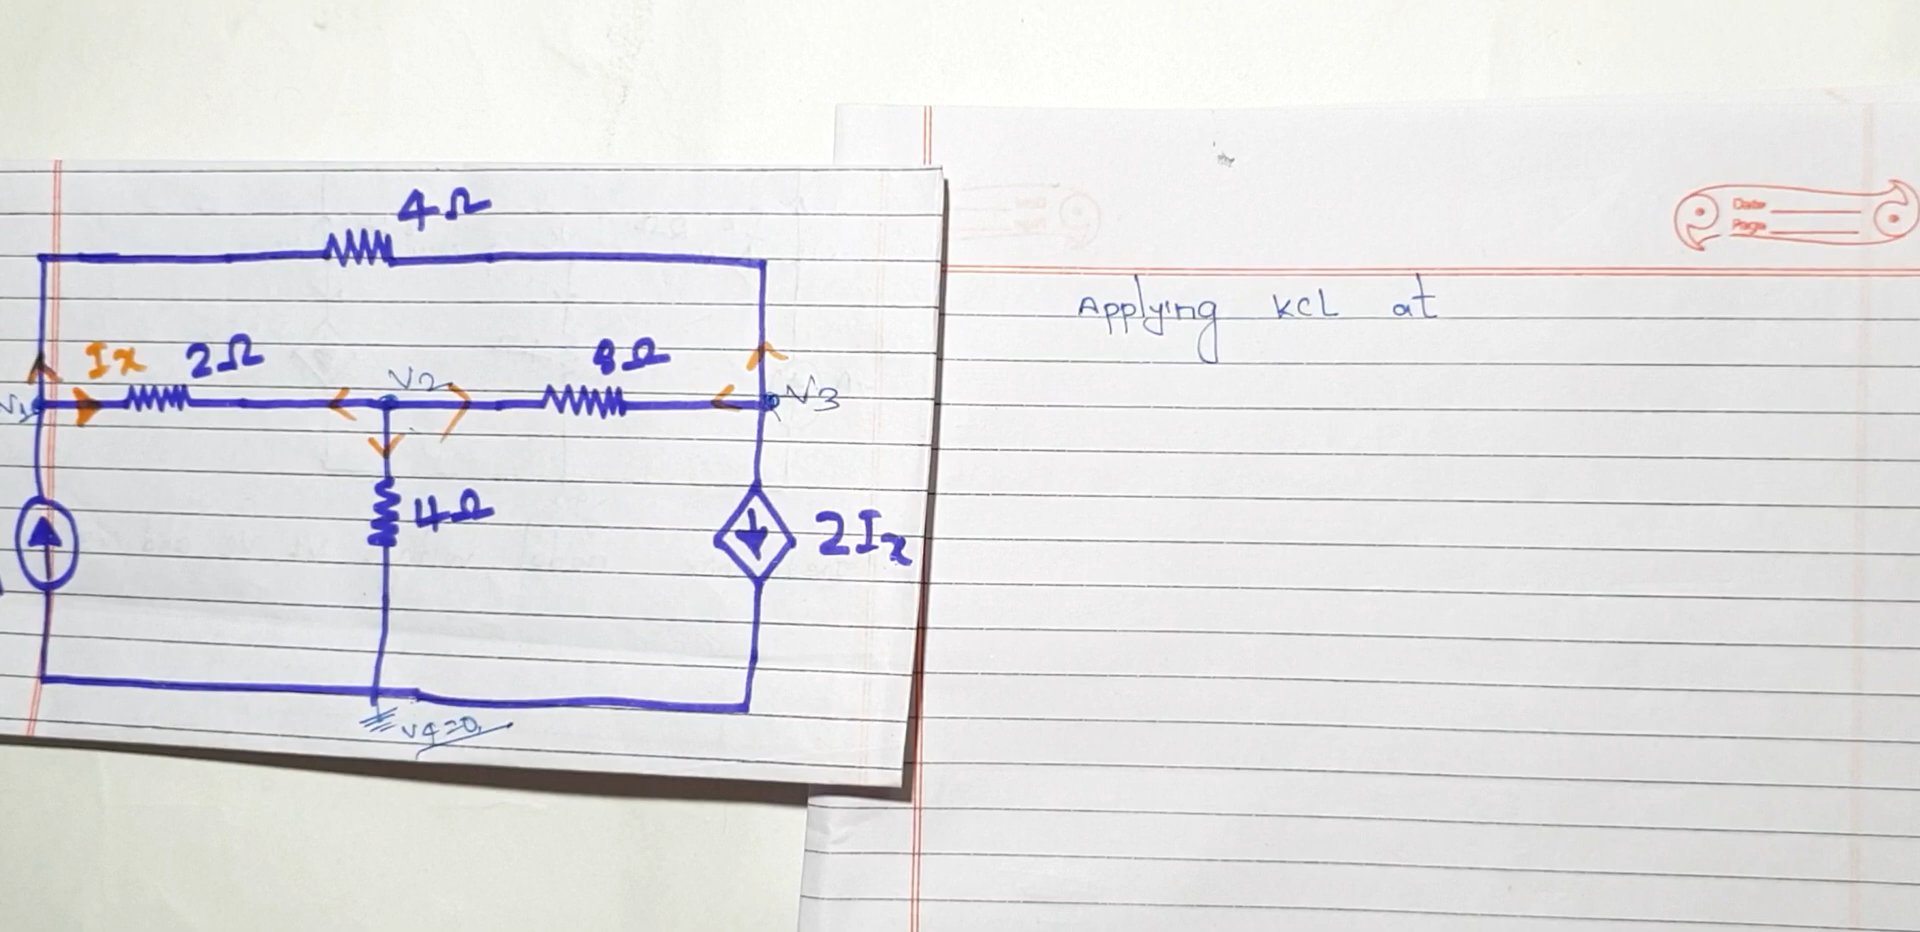 4Ω
Ix 2Ω
8Ω
V1
V2
V3
4Ω
2Ix
V4=0
Applying KCL at
Date
Page